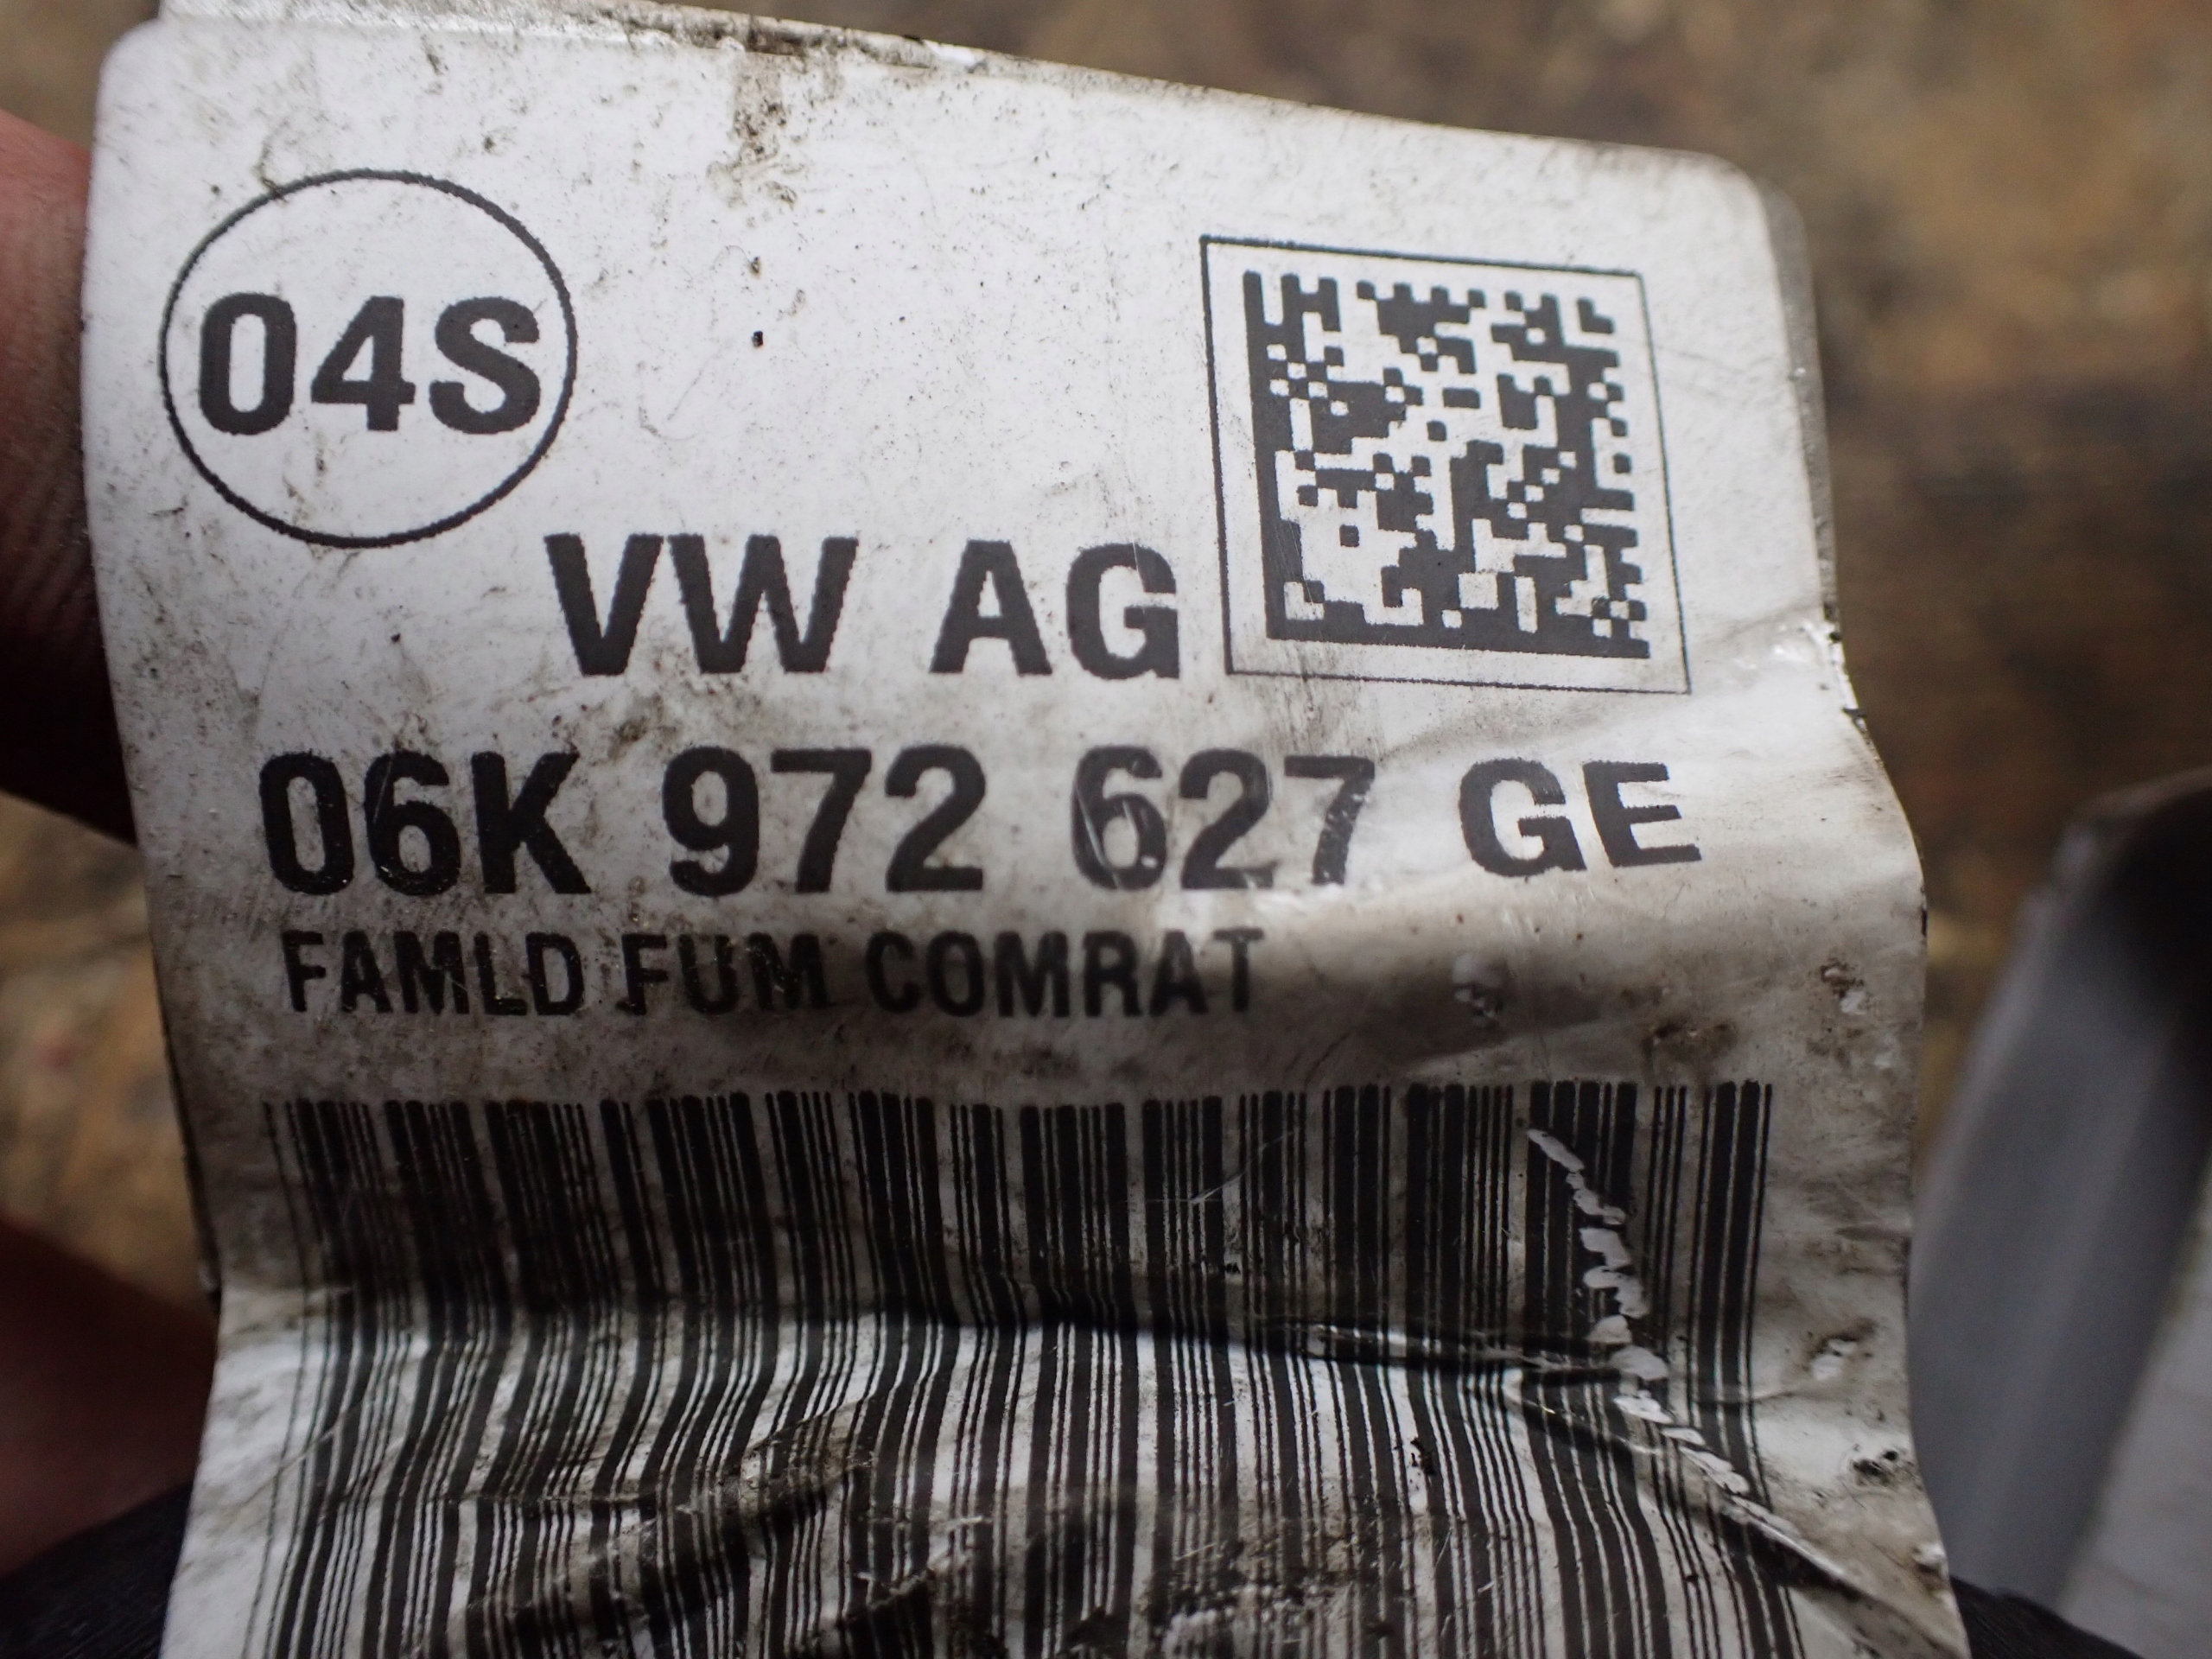 04S
VW AG
06K 972 627 GE
FAMLD FUM COMRAT